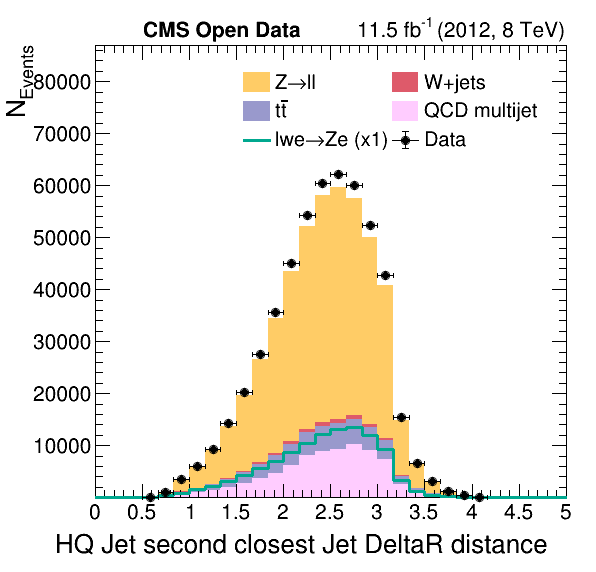 CMS Open Data 11.5 fb⁻¹ (2012, 8 TeV)
N_Events
Z→ll W+jets
tt̄ QCD multijet
lwe→Ze (x1) Data
80000
70000
60000
50000
40000
30000
20000
10000
0 0.5 1 1.5 2 2.5 3 3.5 4 4.5 5
HQ Jet second closest Jet DeltaR distance